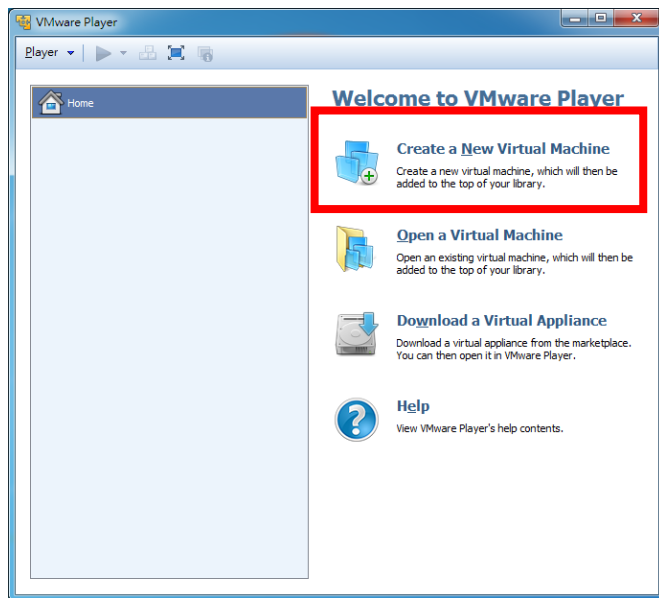 VMware Player
Player
Home
Welcome to VMware Player
Create a New Virtual Machine
Create a new virtual machine, which will then be
added to the top of your library.
Open a Virtual Machine
Open an existing virtual machine, which will then be
added to the top of your library.
Download a Virtual Appliance
Download a virtual appliance from the marketplace.
You can then open it in VMware Player.
Help
View VMware Player's help contents.